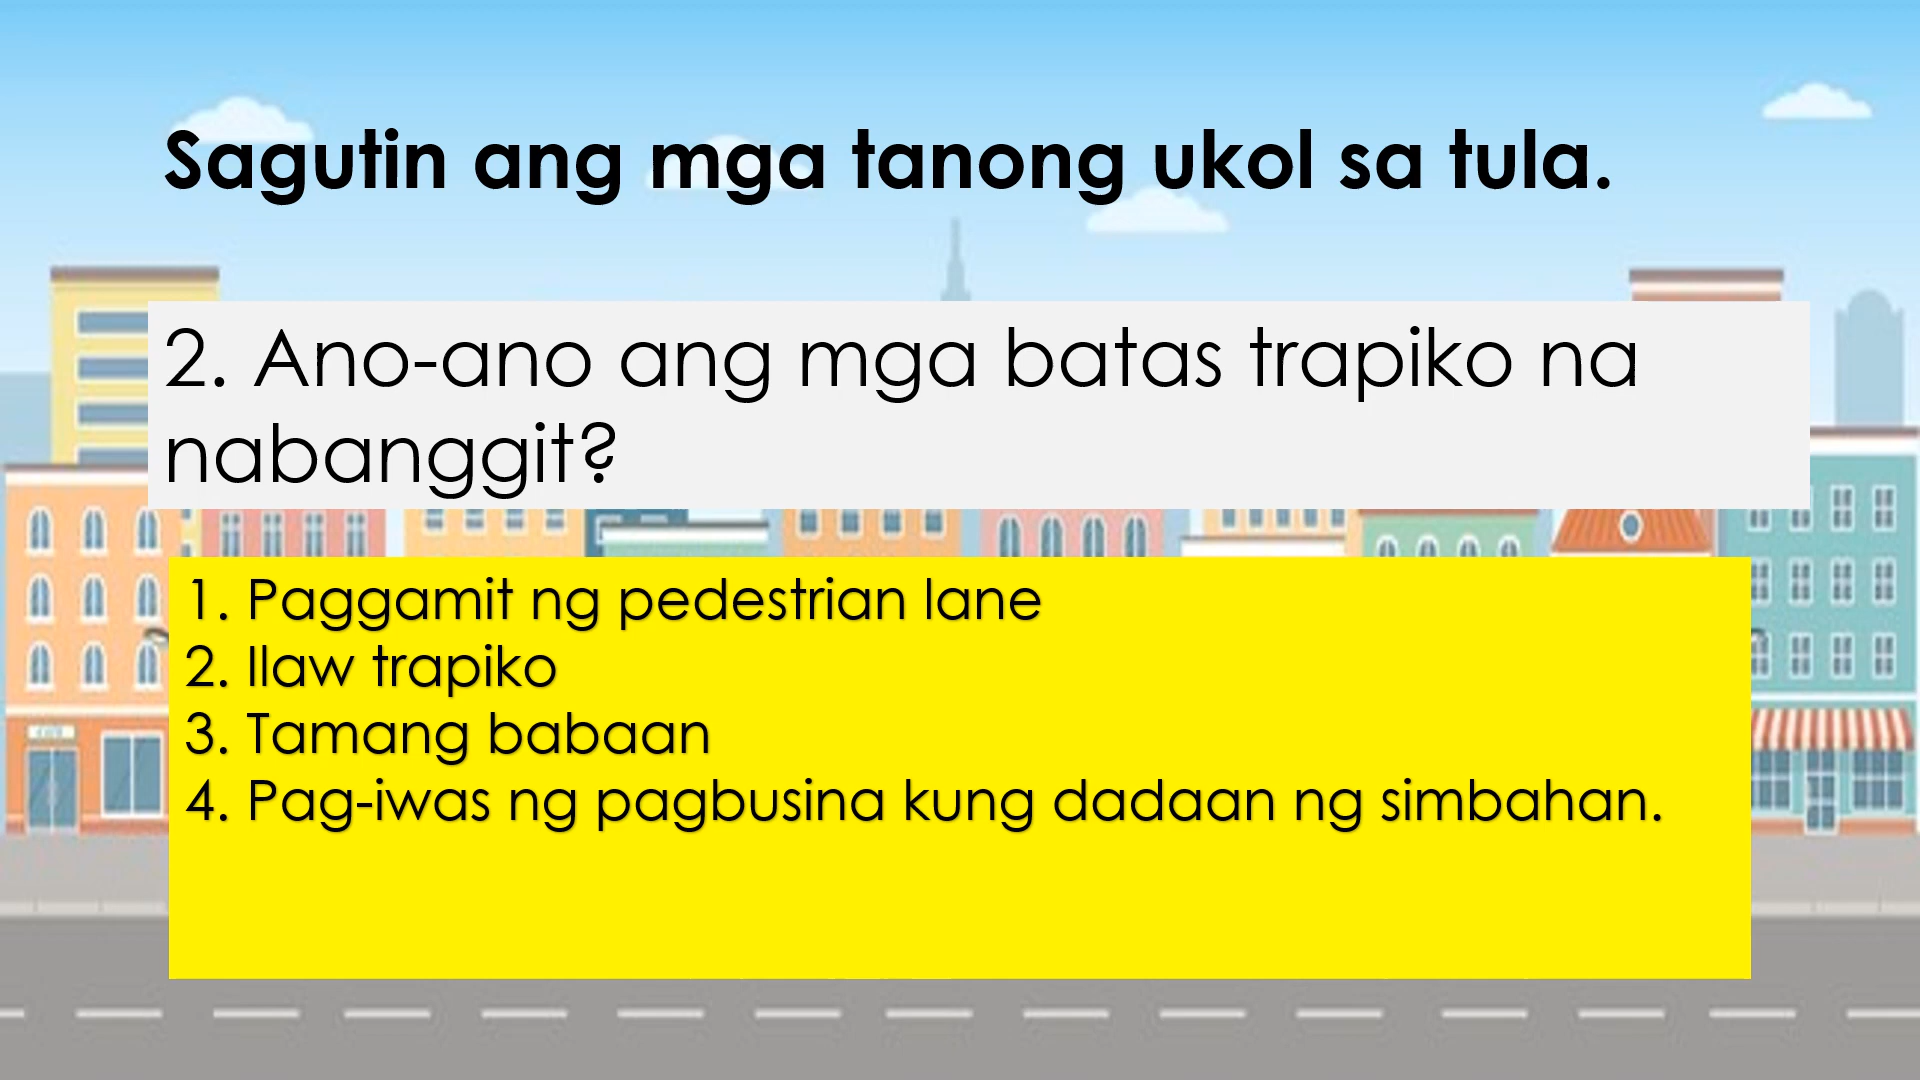 Sagutin ang mga tanong ukol sa tula.
2. Ano-ano ang mga batas trapiko na
nabanggit?
1. Paggamit ng pedestrian lane
2. Ilaw trapiko
3. Tamang babaan
4. Pag-iwas ng pagbusina kung dadaan ng simbahan.